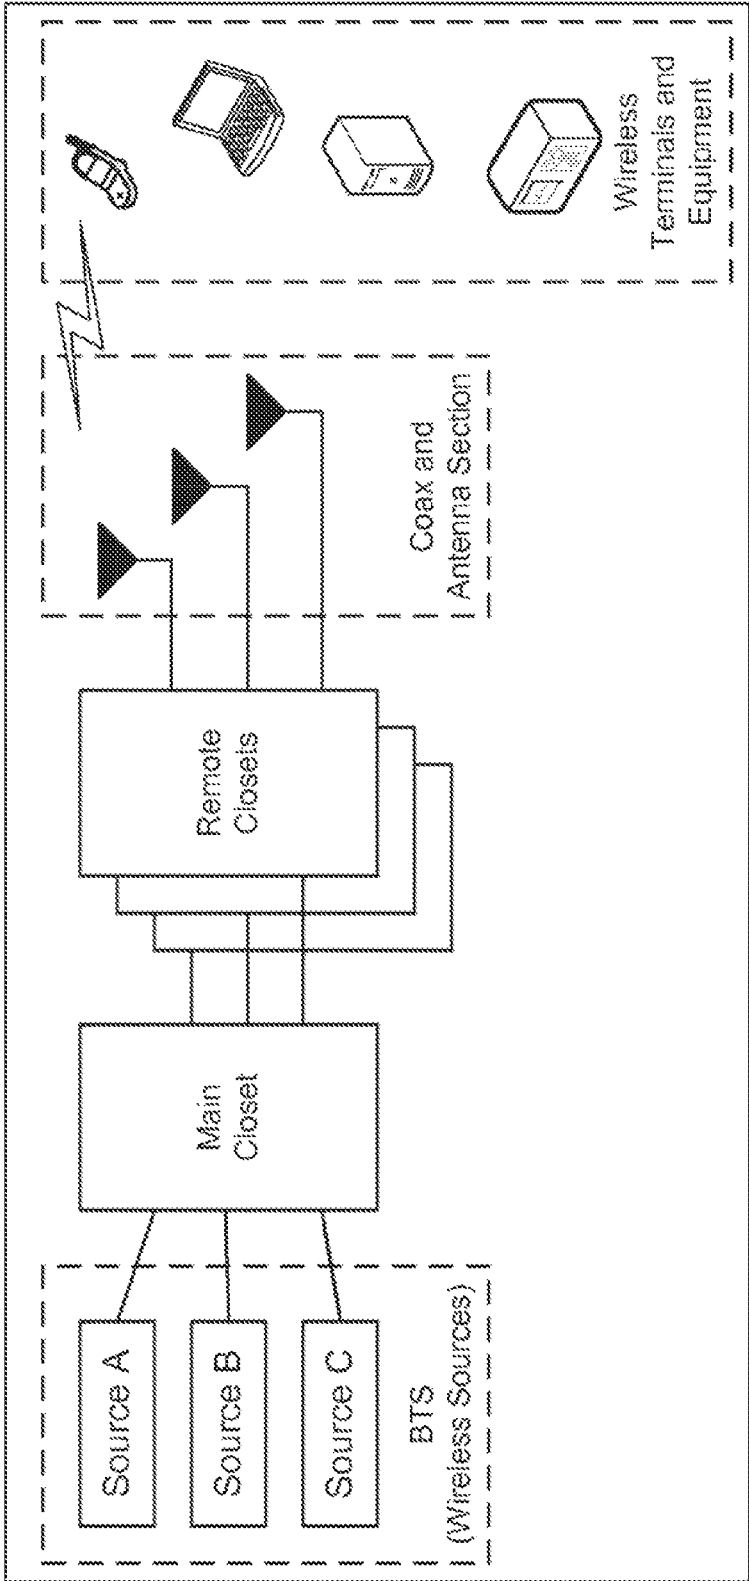 Source A
Source B
Source C
BTS
(Wireless Sources)
Main
Closet
Remote
Closets
Coax and
Antenna Section
Wireless
Terminals and
Equipment